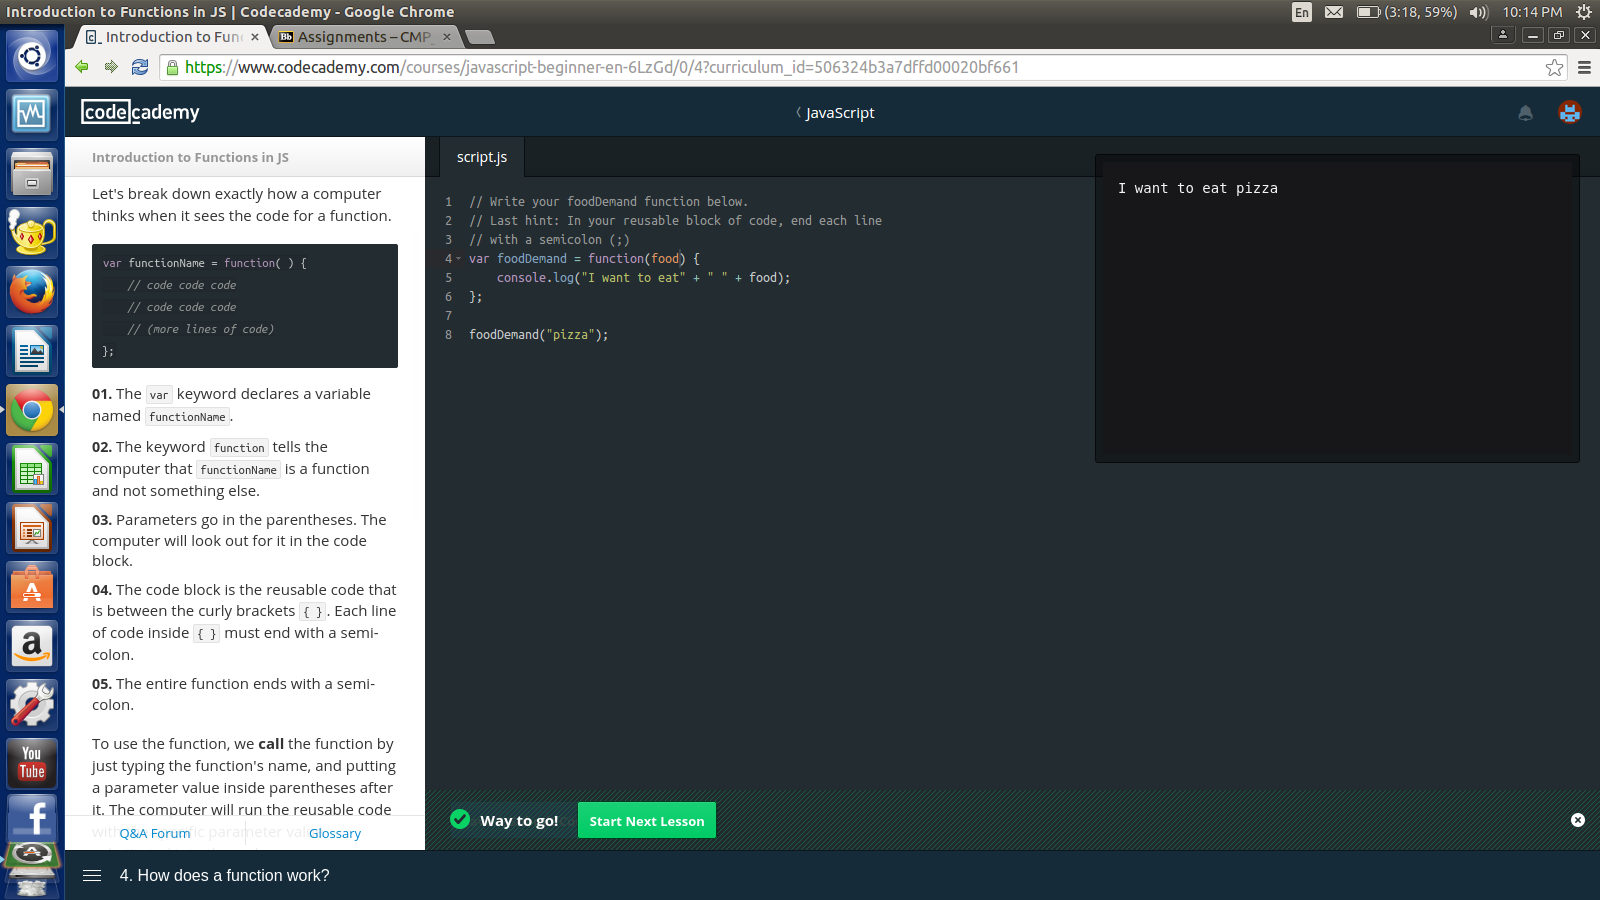 Introduction to Functions in JS | Codecademy - Google Chrome
En
(3:18, 59%)
10:14 PM
Introduction to Fun
Bb
Assignments – CMP
https://www.codecademy.com/courses/javascript-beginner-en-6LzGd/0/4?curriculum_id=506324b3a7dffd00020bf661
codecademy
JavaScript
Introduction to Functions in JS
Let's break down exactly how a computer
thinks when it sees the code for a function.
var functionName = function( ) {
// code code code
// code code code
// (more lines of code)
};
01. The var keyword declares a variable
named functionName.
02. The keyword function tells the
computer that functionName is a function
and not something else.
03. Parameters go in the parentheses. The
computer will look out for it in the code
block.
04. The code block is the reusable code that
is between the curly brackets { }. Each line
of code inside { } must end with a semi-
colon.
05. The entire function ends with a semi-
colon.
To use the function, we call the function by
just typing the function's name, and putting
a parameter value inside parentheses after
it. The computer will run the reusable code
Q&A Forum
Glossary
script.js
1 // Write your foodDemand function below.
2 // Last hint: In your reusable block of code, end each line
3 // with a semicolon (;)
4 var foodDemand = function(food) {
5 console.log("I want to eat" + " " + food);
6 };
7
8 foodDemand("pizza");
I want to eat pizza
Way to go!
Start Next Lesson
4. How does a function work?
a
You
Tube
f